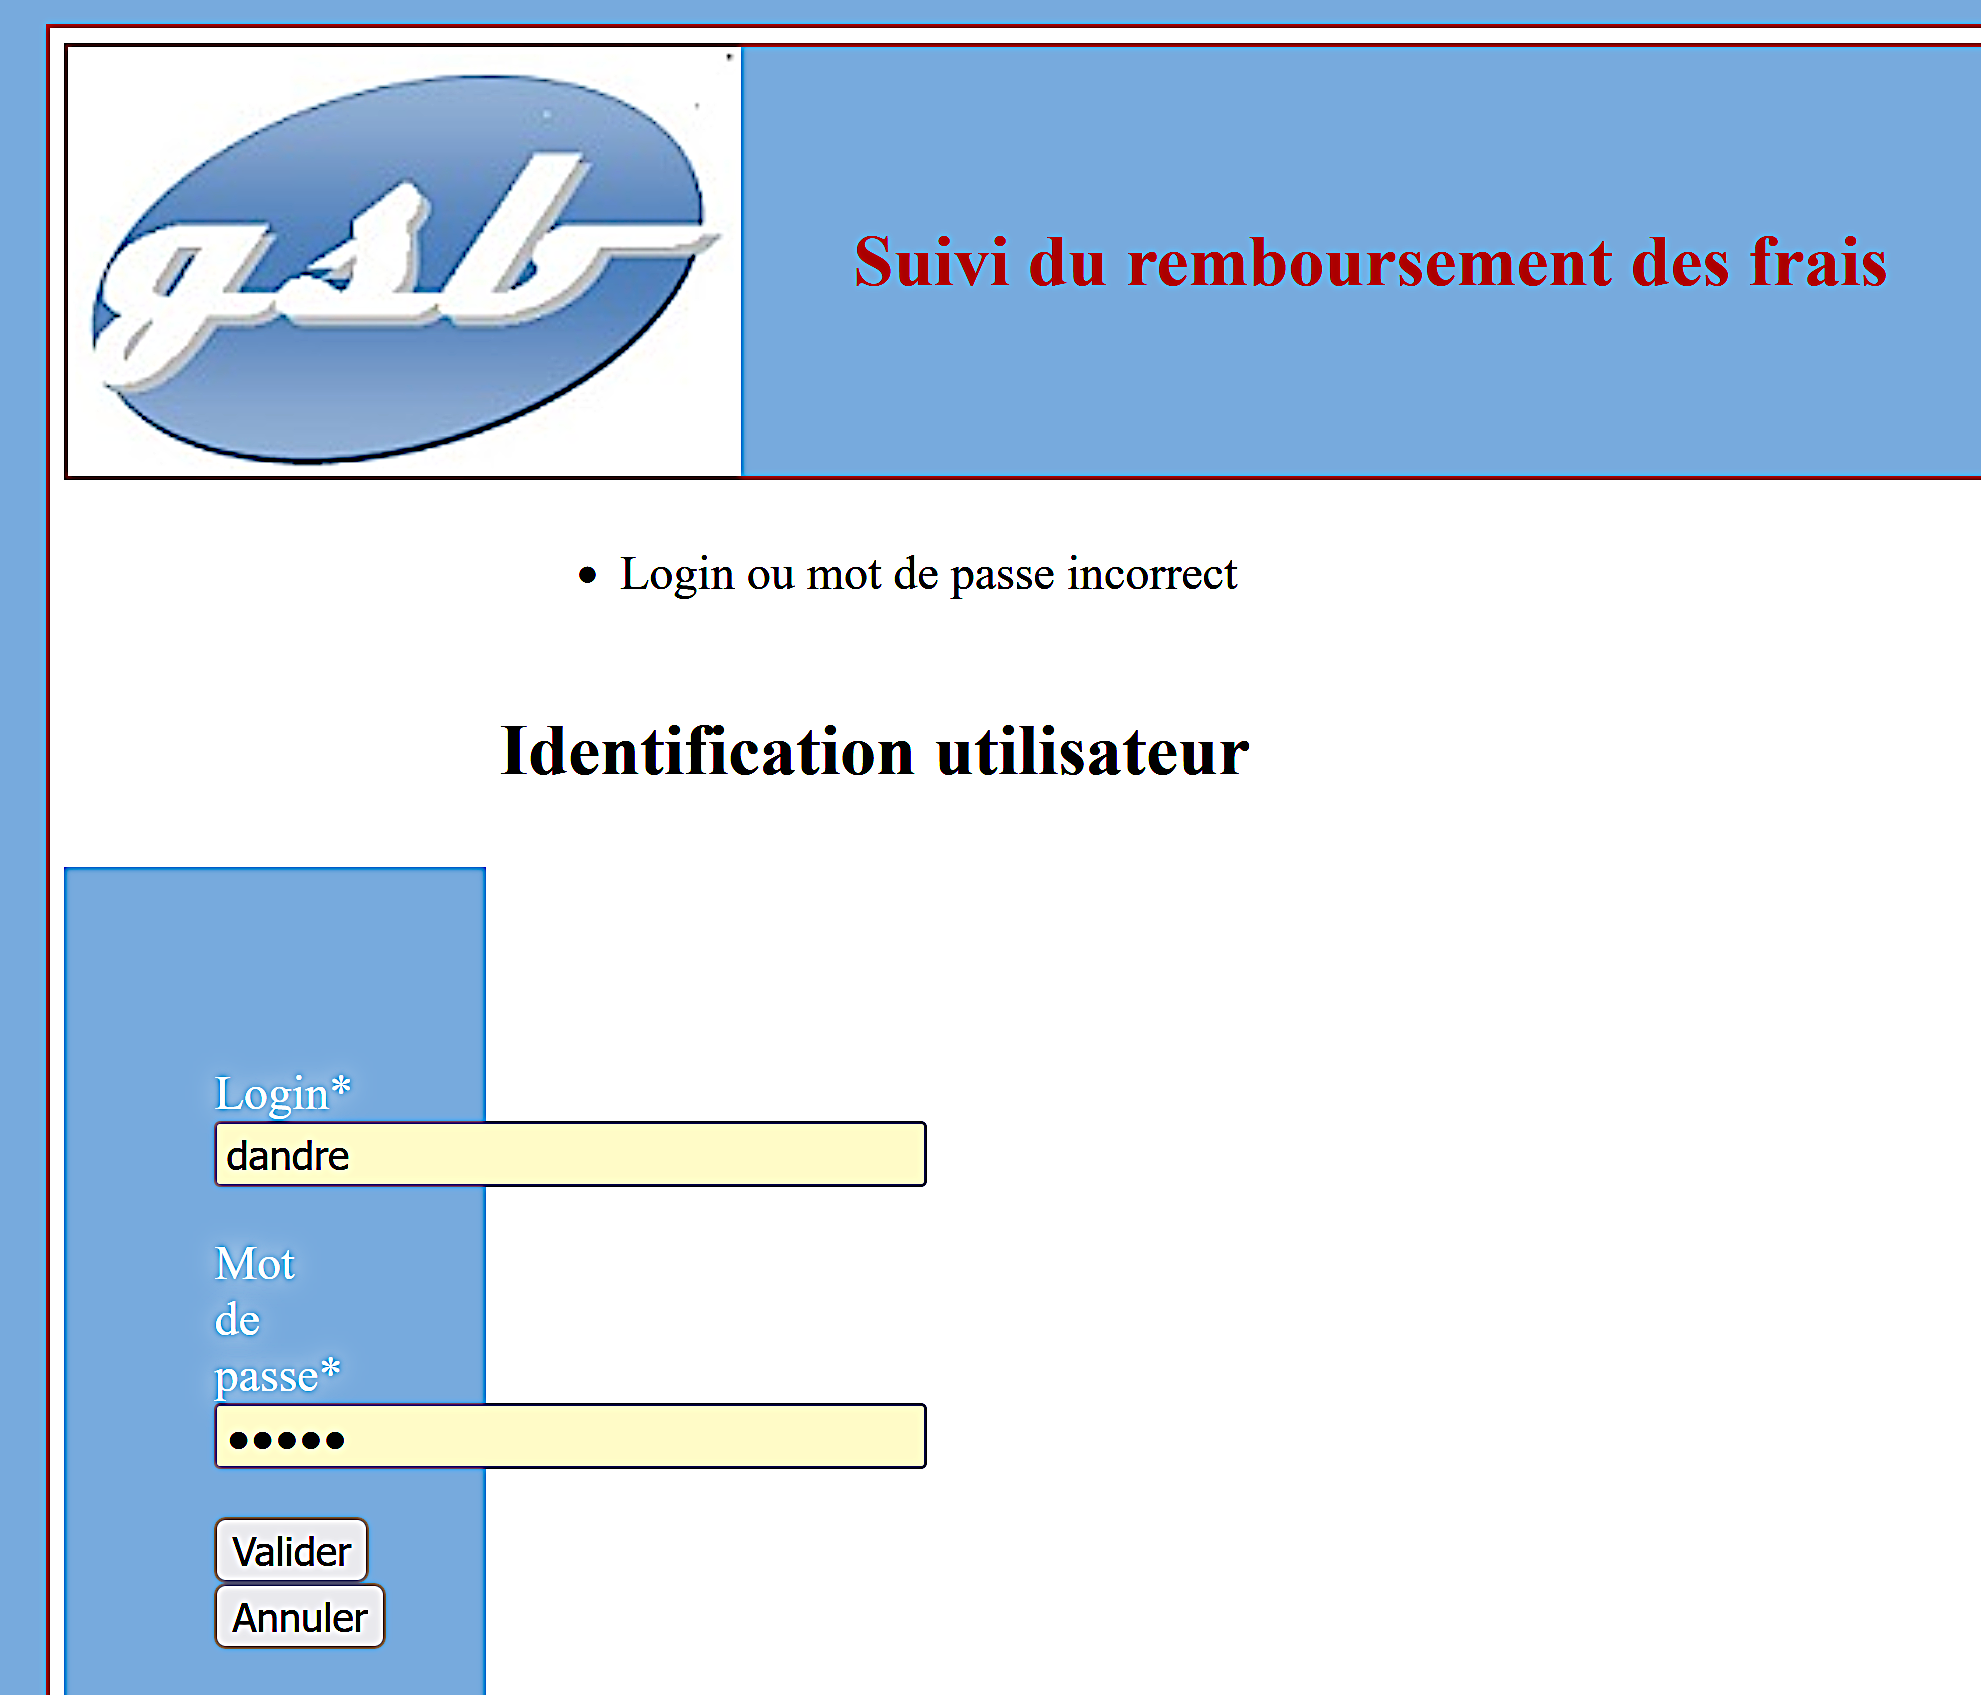 gsb
Suivi du remboursement des frais
• Login ou mot de passe incorrect
Identification utilisateur
Login*
dandre
Mot
de
passe*
•••••
Valider
Annuler